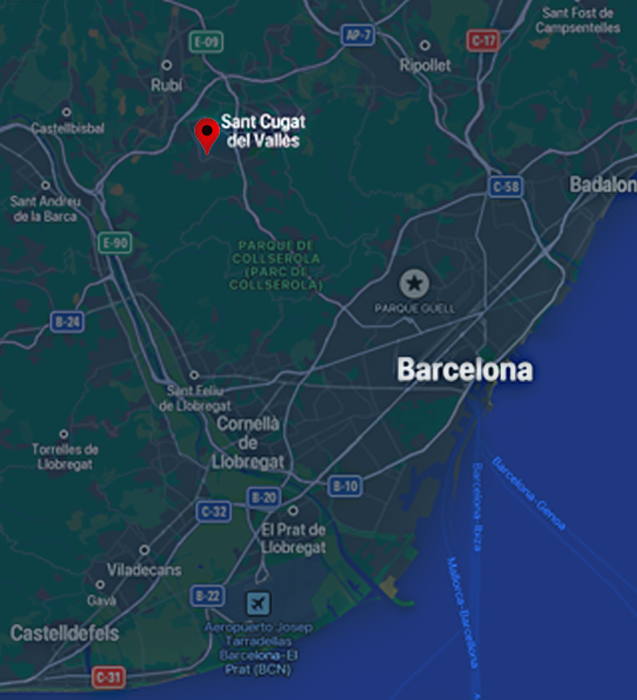 Sant Fost de
Campsentelles
E-09
AP-7
C-17
Rubí
Ripollet
Castellbisbal
Sant Cugat
del Vallès
Sant Andreu
de la Barca
C-58
Badalon
E-90
PARQUE DE
COLLSEROLA
(PARC DE
COLLSEROLA)
PARQUE GÜELL
B-24
Barcelona
Sant Feliu
de Llobregat
Cornellà
de
Llobregat
Torrelles de
Llobregat
B-10
B-20
C-32
Barcelona-Genoa
Barcelona-Ibiza
El Prat de
Llobregat
Viladecans
Mallorca-Barcelona
Gavà
B-22
Castelldefels
Aeropuerto Josep
Tarradellas
Barcelona-El
Prat (BCN)
C-31